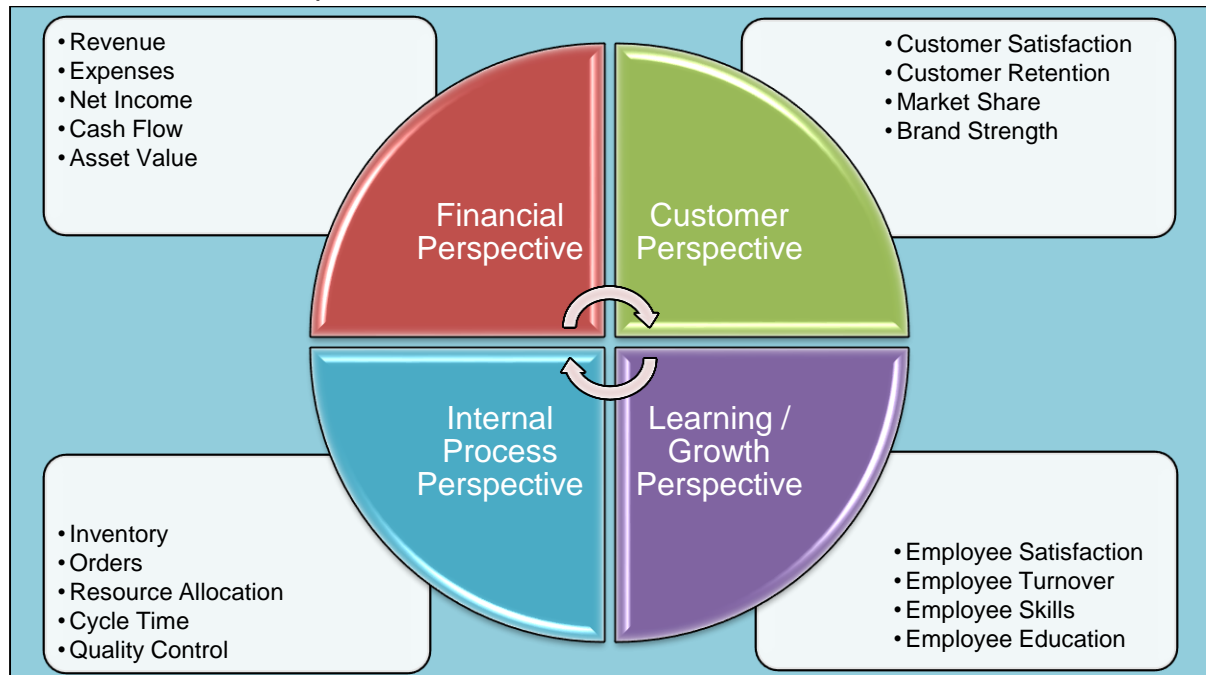 • Revenue
• Expenses
• Net Income
• Cash Flow
• Asset Value
• Customer Satisfaction
• Customer Retention
• Market Share
• Brand Strength
Financial
Perspective
Customer
Perspective
Internal
Process
Perspective
Learning /
Growth
Perspective
• Inventory
• Orders
• Resource Allocation
• Cycle Time
• Quality Control
• Employee Satisfaction
• Employee Turnover
• Employee Skills
• Employee Education